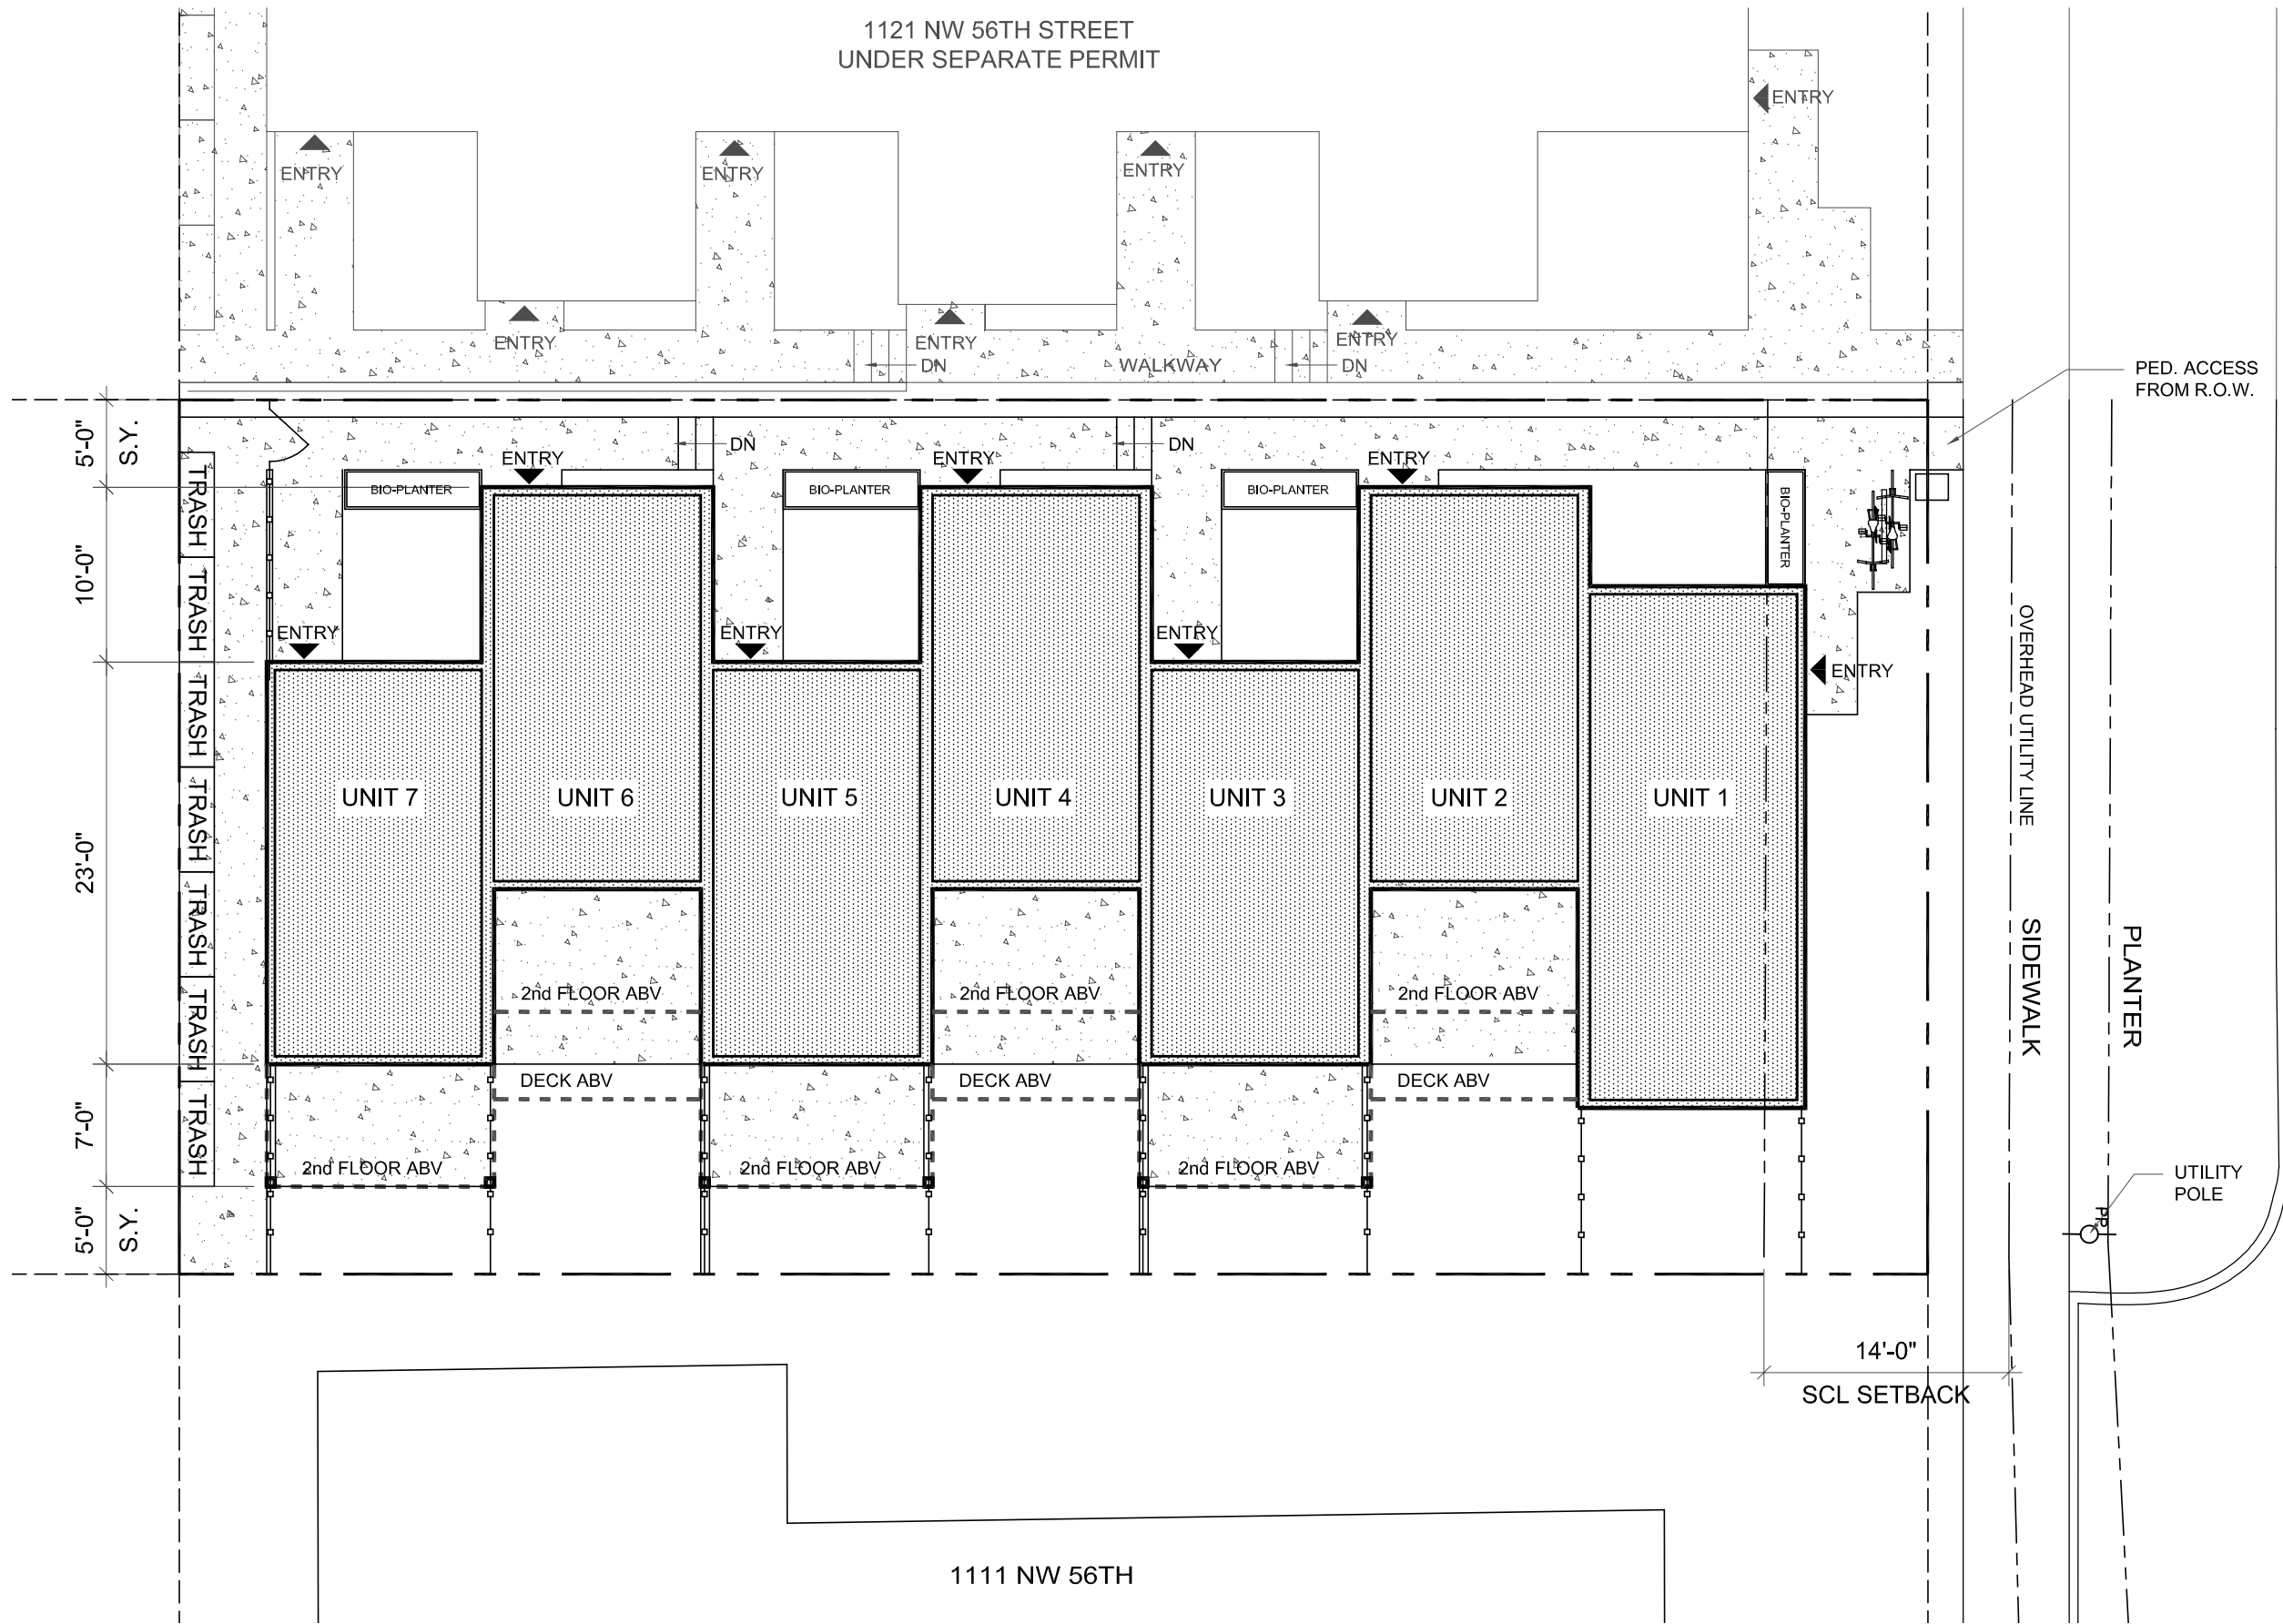 1121 NW 56TH STREET
UNDER SEPARATE PERMIT
ENTRY
ENTRY
ENTRY
ENTRY
ENTRY
ENTRY
ENTRY
DN
WALKWAY
DN
PED. ACCESS
FROM R.O.W.
5'-0"
S.Y.
DN
DN
ENTRY
ENTRY
ENTRY
BIO-PLANTER
BIO-PLANTER
BIO-PLANTER
BIO-PLANTER
TRASH
TRASH
TRASH
TRASH
TRASH
TRASH
TRASH
10'-0"
ENTRY
ENTRY
ENTRY
ENTRY
OVERHEAD UTILITY LINE
UNIT 7
UNIT 6
UNIT 5
UNIT 4
UNIT 3
UNIT 2
UNIT 1
23'-0"
2nd FLOOR ABV
2nd FLOOR ABV
2nd FLOOR ABV
SIDEWALK
PLANTER
DECK ABV
DECK ABV
DECK ABV
7'-0"
2nd FLOOR ABV
2nd FLOOR ABV
2nd FLOOR ABV
UTILITY
POLE
PP
5'-0"
S.Y.
14'-0"
SCL SETBACK
1111 NW 56TH